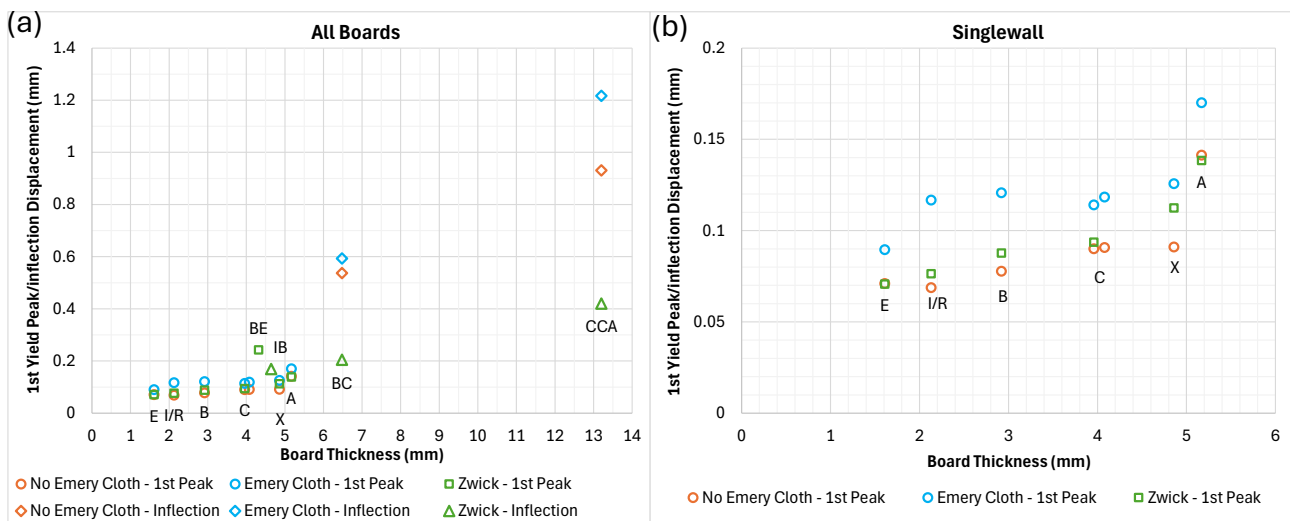 (a)
All Boards
1st Yield Peak/inflection Displacement (mm)
1.4
1.2
1
0.8
0.6
0.4
0.2
0
BE
IB
CCA
BC
A
E I/R B C X
0 1 2 3 4 5 6 7 8 9 10 11 12 13 14
Board Thickness (mm)
No Emery Cloth - 1st Peak Emery Cloth - 1st Peak Zwick - 1st Peak
No Emery Cloth - Inflection Emery Cloth - Inflection Zwick - Inflection
(b)
Singlewall
1st Yield Peak/inflection Displacement (mm)
0.2
0.15
0.1
0.05
0
A
X
C
B
I/R
E
0 1 2 3 4 5 6
Board Thickness (mm)
No Emery Cloth - 1st Peak Emery Cloth - 1st Peak Zwick - 1st Peak